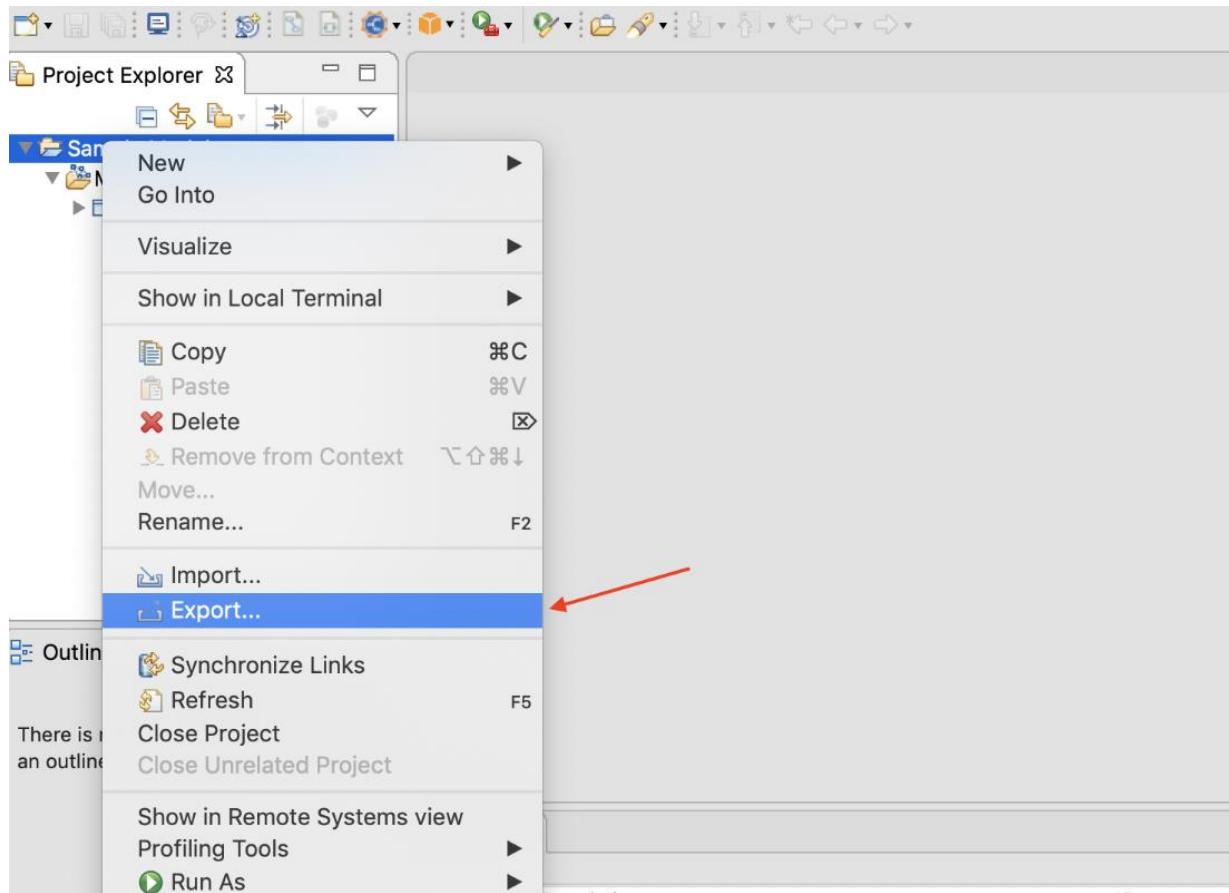 Project Explorer
New
Go Into
Visualize
Show in Local Terminal
Copy ⌘C
Paste ⌘V
Delete ⌦
Remove from Context ⌥⇧⌘↓
Move...
Rename... F2
Import...
Export...
Outlin
Synchronize Links
Refresh F5
There is
Close Project
an outline
Close Unrelated Project
Show in Remote Systems view
Profiling Tools
Run As